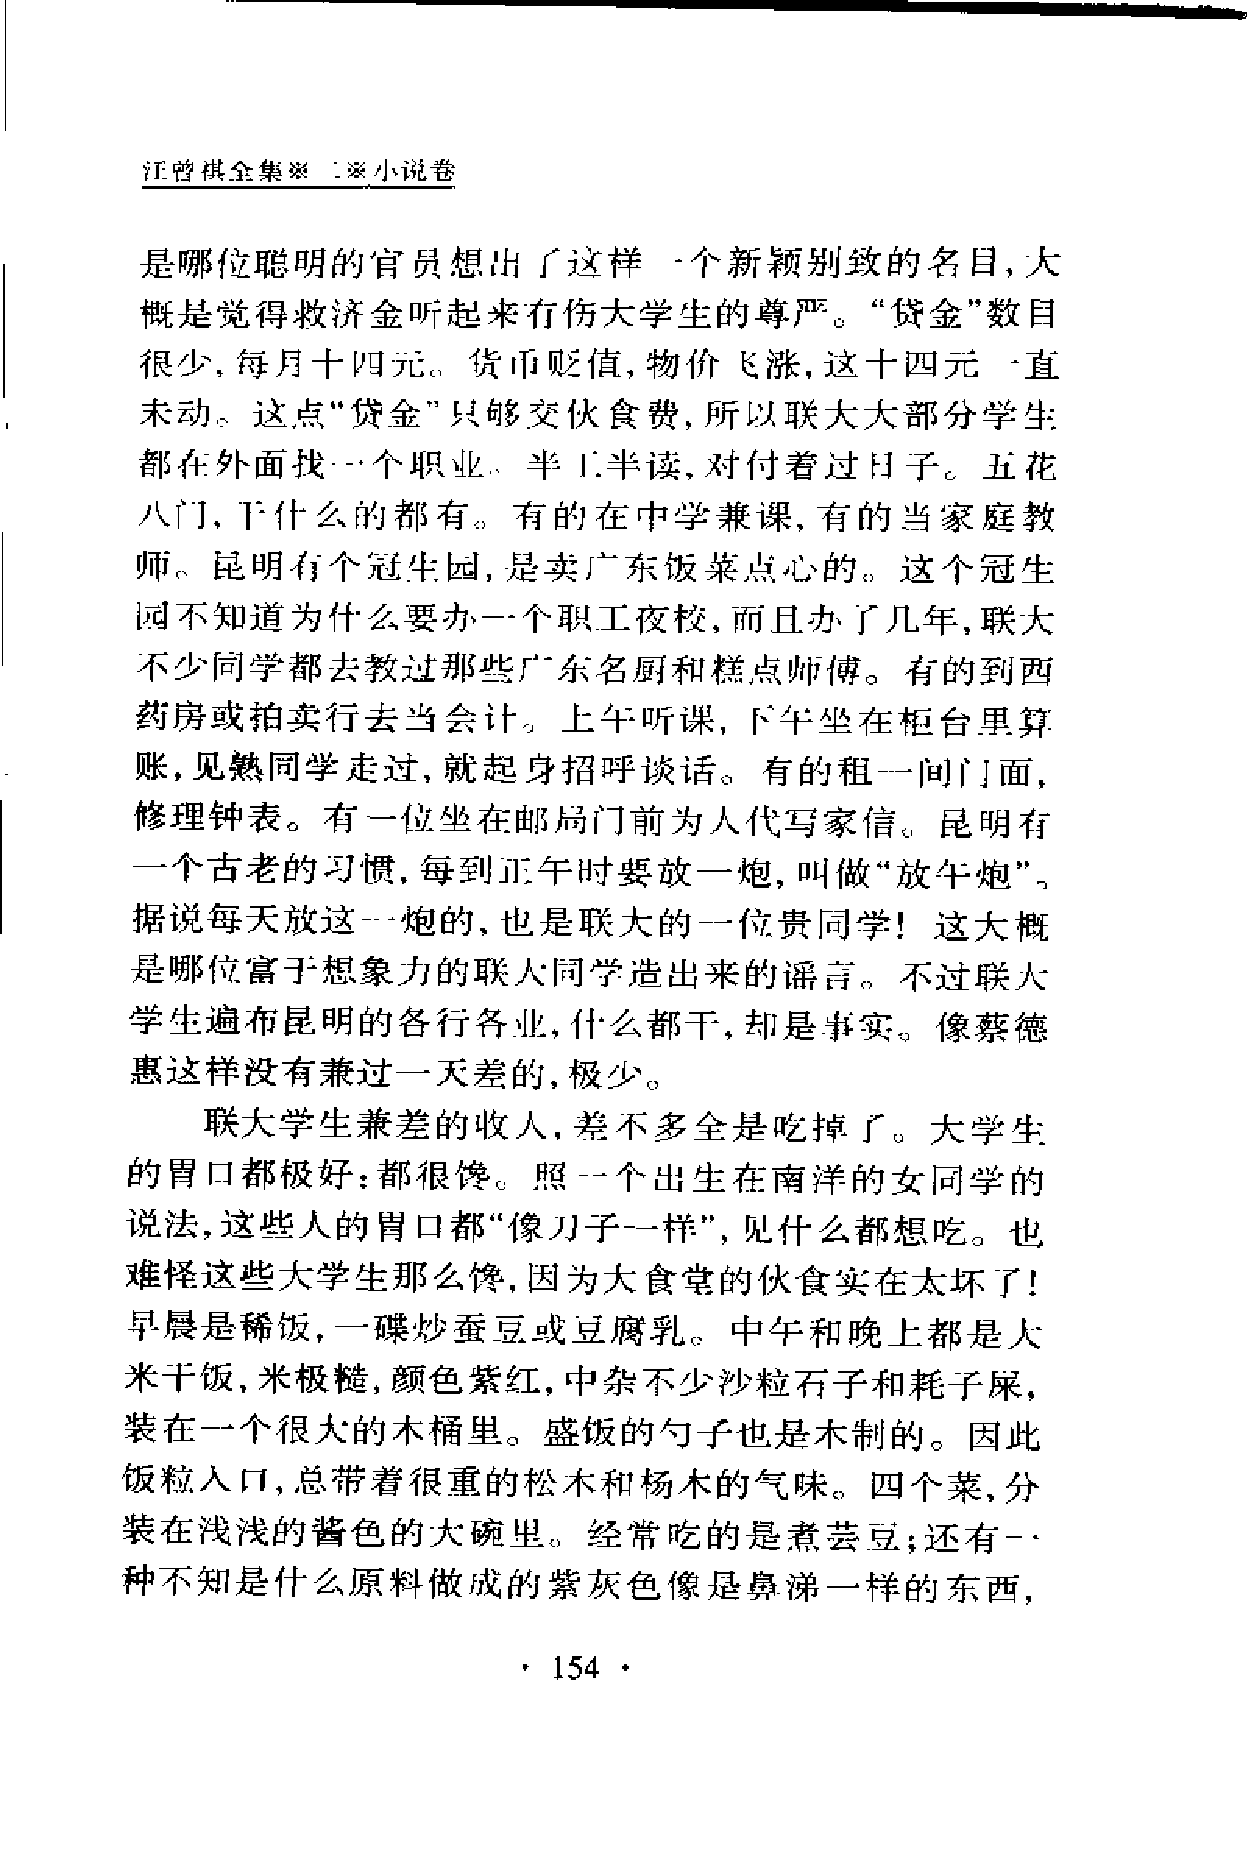 汪曾祺全集※二※小说卷
是哪位聪明的官员想出了这样一个新颖别致的名目,大
概是觉得救济金听起来有伤大学生的尊严。“贷金”数目
很少,每月十四元。货币贬值,物价飞涨,这十四元一直
未动。这点“贷金”只够交伙食费,所以联大大部分学生
都在外面找一个职业。半工半读,对付着过日子。五花
八门,干什么的都有。有的在中学兼课,有的当家庭教
师。昆明有个冠生园,是卖广东饭菜点心的。这个冠生
园不知道为什么要办一个职工夜校,而且办了几年,联大
不少同学都去教过那些广东名厨和糕点师傅。有的到西
药房或拍卖行去当会计。上午听课,下午坐在柜台里算
账,见熟同学走过,就起身招呼谈话。有的租一间门面,
修理钟表。有一位坐在邮局门前为人代写家信。昆明有
一个古老的习惯,每到正午时要放一炮,叫做“放午炮”。
据说每天放这一炮的,也是联大的一位贵同学!这大概
是哪位富于想象力的联大同学造出来的谣言。不过联大
学生遍布昆明的各行各业,什么都干,却是事实。像蔡德
惠这样没有兼过一天差的,极少。
联大学生兼差的收入,差不多全是吃掉了。大学生
的胃口都极好:都很馋。照一个出生在南洋的女同学的
说法,这些人的胃口都“像刀子一样”,见什么都想吃。也
难怪这些大学生那么馋,因为大食堂的伙食实在太坏了!
早晨是稀饭,一碟炒蚕豆或豆腐乳。中午和晚上都是大
米干饭,米极糙,颜色紫红,中杂不少沙粒石子和耗子屎,
装在一个很大的木桶里。盛饭的勺子也是木制的。因此
饭粒入口,总带着很重的松木和杨木的气味。四个菜,分
装在浅浅的酱色的大碗里。经常吃的是煮芸豆;还有一
种不知是什么原料做成的紫灰色像是鼻涕一样的东西,
· 154 ·